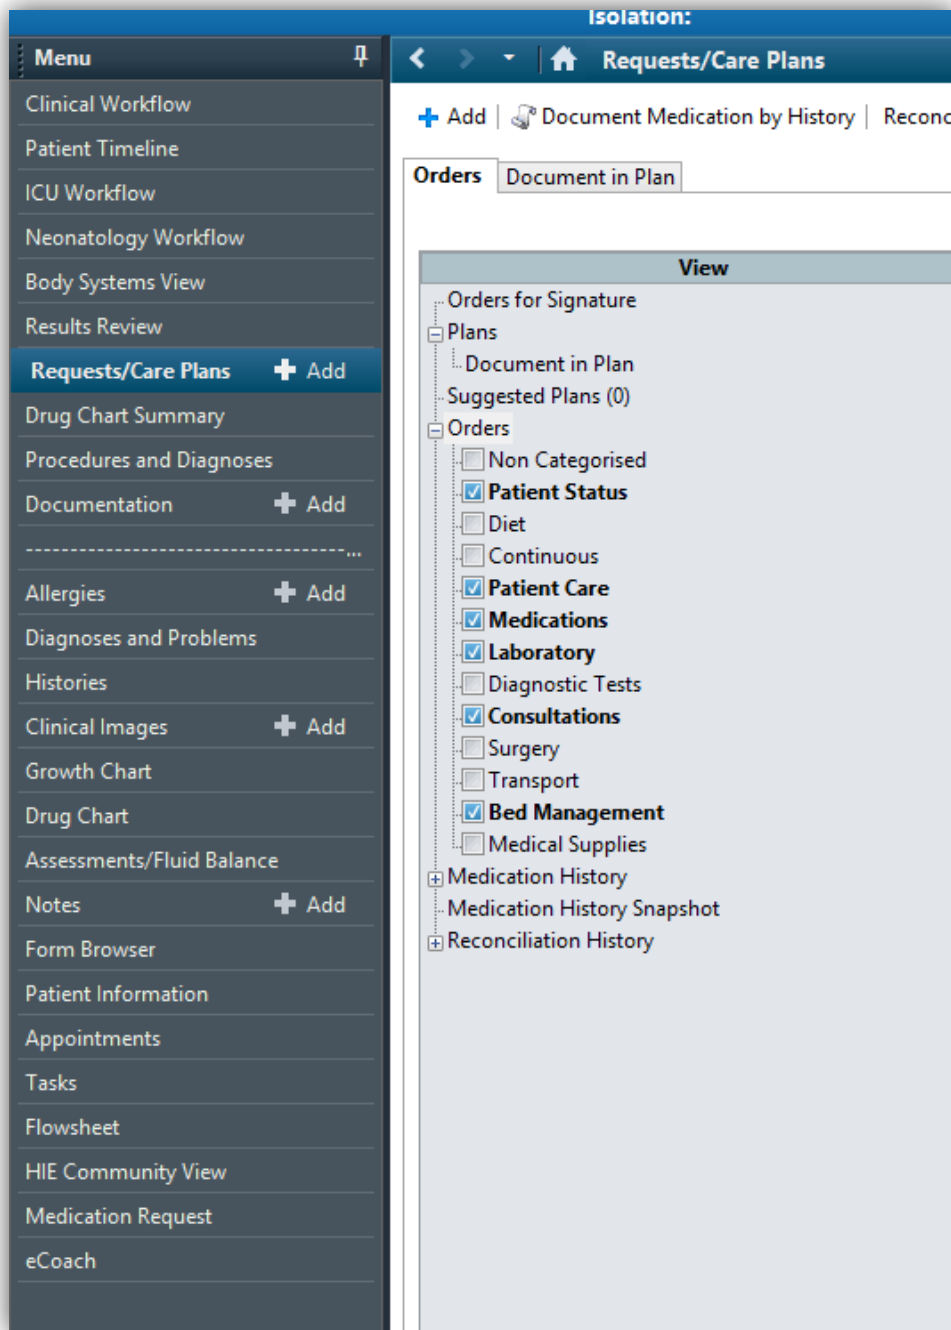 Isolation:
Menu
Requests/Care Plans
Clinical Workflow
Patient Timeline
ICU Workflow
Neonatology Workflow
Body Systems View
Results Review
Requests/Care Plans Add
Drug Chart Summary
Procedures and Diagnoses
Documentation Add
------------------------------------...
Allergies Add
Diagnoses and Problems
Histories
Clinical Images Add
Growth Chart
Drug Chart
Assessments/Fluid Balance
Notes Add
Form Browser
Patient Information
Appointments
Tasks
Flowsheet
HIE Community View
Medication Request
eCoach
Add | Document Medication by History | Reconc
Orders Document in Plan
View
Orders for Signature
Plans
Document in Plan
Suggested Plans (0)
Orders
Non Categorised
Patient Status
Diet
Continuous
Patient Care
Medications
Laboratory
Diagnostic Tests
Consultations
Surgery
Transport
Bed Management
Medical Supplies
Medication History
Medication History Snapshot
Reconciliation History